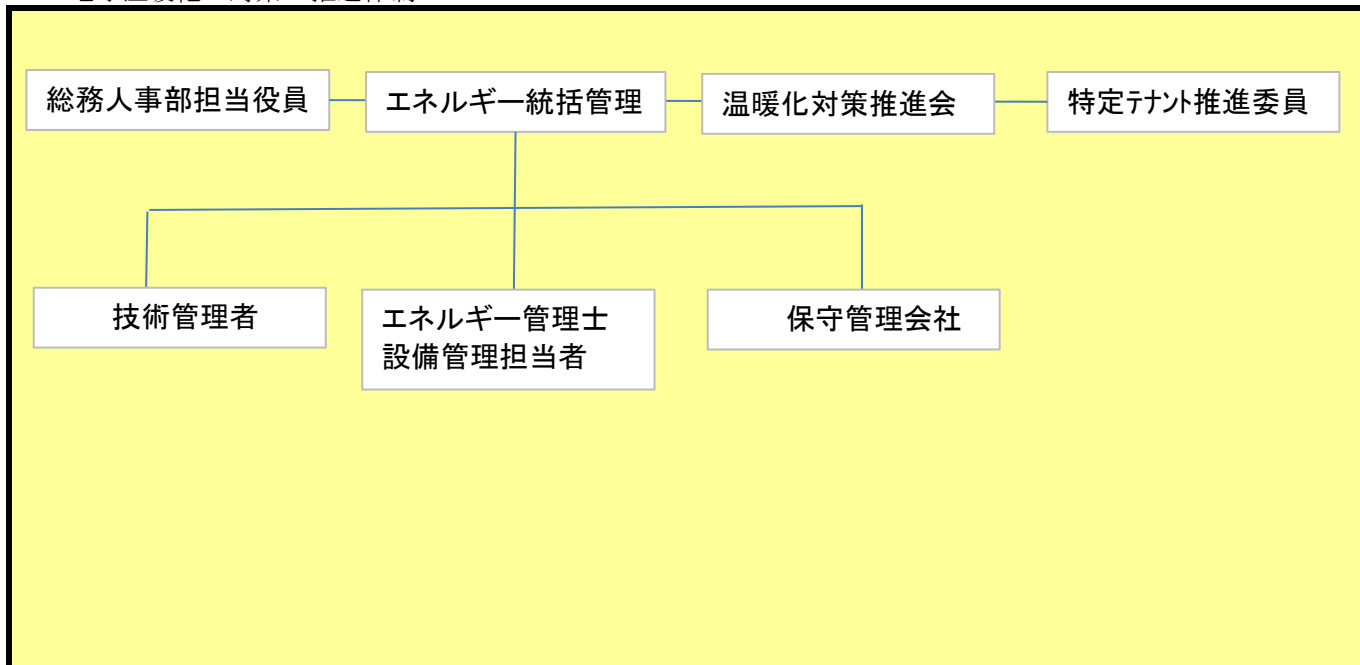 総務人事部担当役員
エネルギー統括管理
温暖化対策推進会
特定テナント推進委員
技術管理者
エネルギー管理士
設備管理担当者
保守管理会社